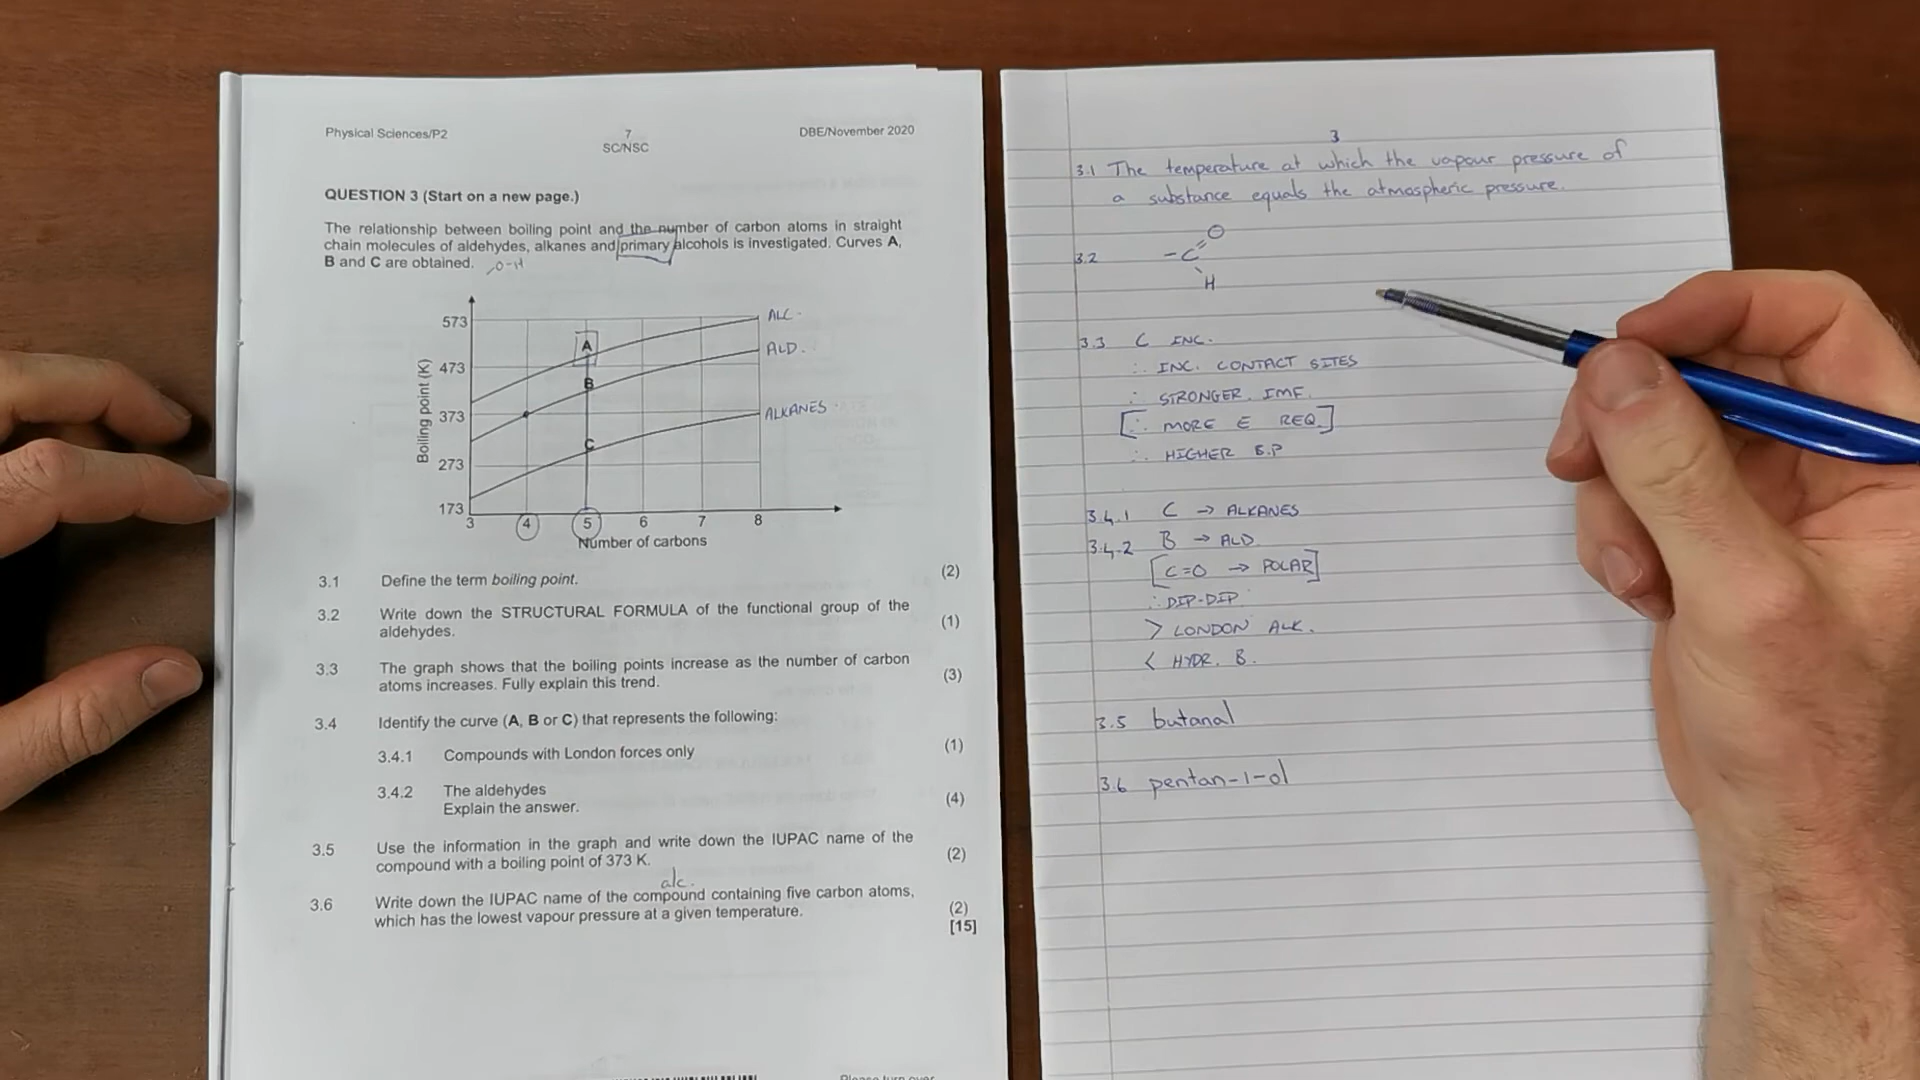 Physical Sciences/P2
7
SC/NSC
DBE/November 2020
QUESTION 3 (Start on a new page.)
The relationship between boiling point and the number of carbon atoms in straight
chain molecules of aldehydes, alkanes and primary alcohols is investigated. Curves A,
B and C are obtained.
O-H
Boiling point (K)
573
473
373
273
173
A
B
C
ALC.
ALD.
ALKANES
3 4 5 6 7 8
Number of carbons
3.1 Define the term boiling point. (2)
3.2 Write down the STRUCTURAL FORMULA of the functional group of the
aldehydes. (1)
3.3 The graph shows that the boiling points increase as the number of carbon
atoms increases. Fully explain this trend. (3)
3.4 Identify the curve (A, B or C) that represents the following:
3.4.1 Compounds with London forces only (1)
3.4.2 The aldehydes
Explain the answer. (4)
3.5 Use the information in the graph and write down the IUPAC name of the
compound with a boiling point of 373 K. (2)
alc.
3.6 Write down the IUPAC name of the compound containing five carbon atoms,
which has the lowest vapour pressure at a given temperature. (2)
[15]
3
3.1 The temperature at which the vapour pressure of
a substance equals the atmospheric pressure.
3.2 -C
O
H
3.3 C INC.
∴ INC. CONTACT SITES
∴ STRONGER IMF.
[∴ MORE E REQ.]
∴ HIGHER B.P
3.4.1 C → ALKANES
3.4.2 B → ALD
[C=O → POLAR]
∴ DIP-DIP
> LONDON ALK.
< HYDR. B.
3.5 butanal
3.6 pentan-1-ol